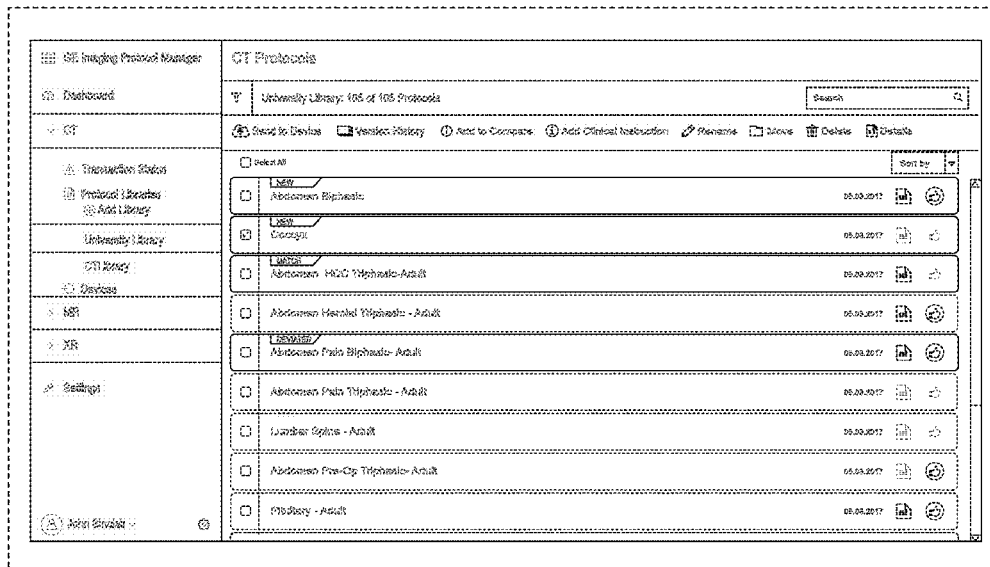 GE Imaging Protocol Manager
CT Protocols
Dashboard
University Library: 105 of 105 Protocols
Search
CT
Send to Device Version History Add to Compare Add Clinical Instruction Rename Move Delete Details
Select All
Sort by
Transaction Status
Protocol Libraries
Add Library
University Library
CT Library
Devices
MR
XR
Settings
John Sinclair
NEW
Abdomen Biphasic
05.03.2017
NEW
Coccyx
05.03.2017
MATCH
Abdomen HCC Triphasic-Adult
05.03.2017
Abdomen Hemibd Triphasic - Adult
05.03.2017
Abdomen Pain Biphasic- Adult
05.03.2017
Abdomen Pain Triphasic - Adult
05.03.2017
Lumbar Spine - Adult
05.03.2017
Abdomen Pre-Op Triphasic- Adult
05.03.2017
Pituitary - Adult
05.03.2017